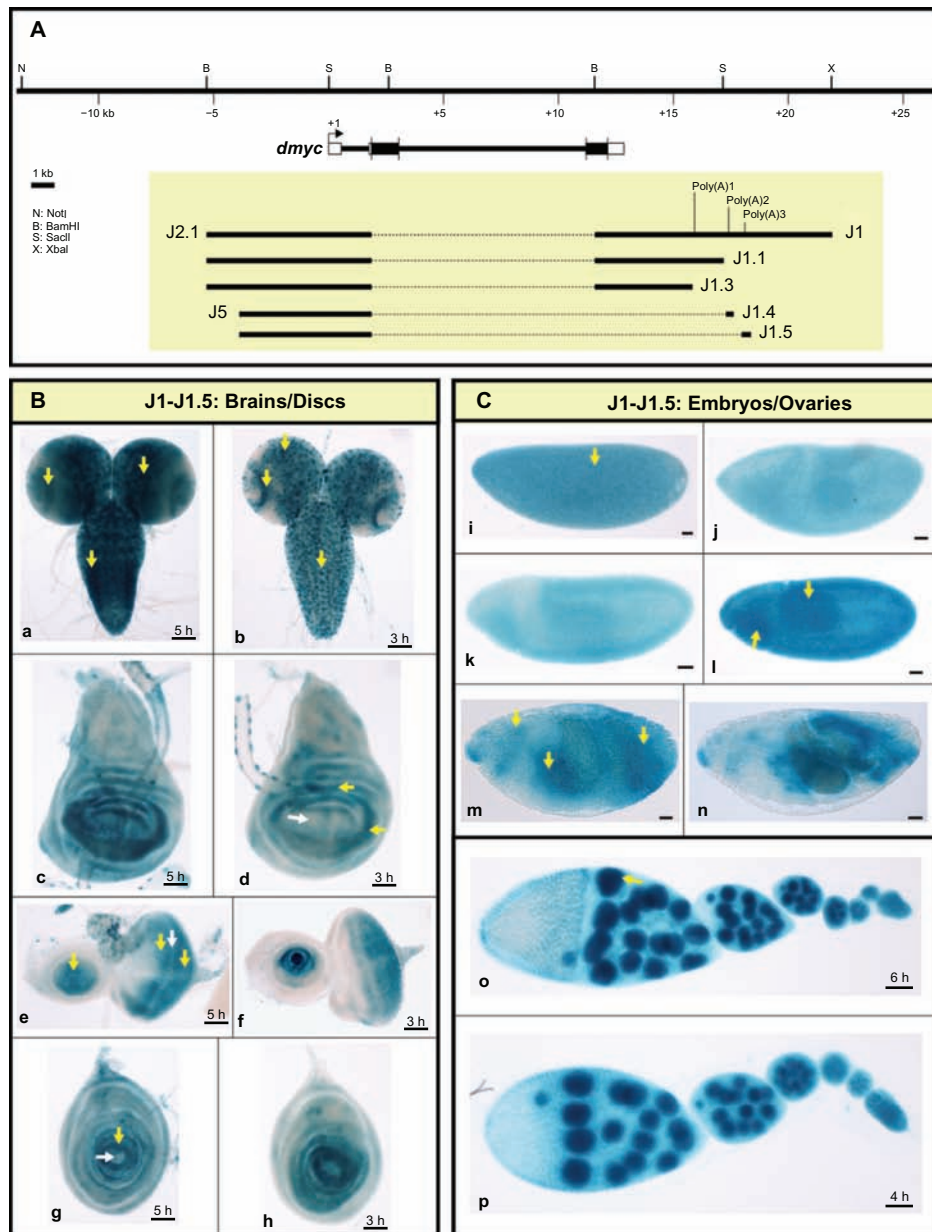 A
N B S B B S X
−10 kb −5 +5 +10 +15 +20 +25
+1
dmyc
1 kb
N: NotI
B: BamHI
S: SacII
X: XbaI
Poly(A)1
Poly(A)2
Poly(A)3
J2.1 J1
J1.1
J1.3
J5 J1.4
J1.5
B J1-J1.5: Brains/Discs
a 5 h b 3 h
c 5 h d 3 h
e 5 h f 3 h
g 5 h h 3 h
C J1-J1.5: Embryos/Ovaries
i j
k l
m n
o 6 h
p 4 h